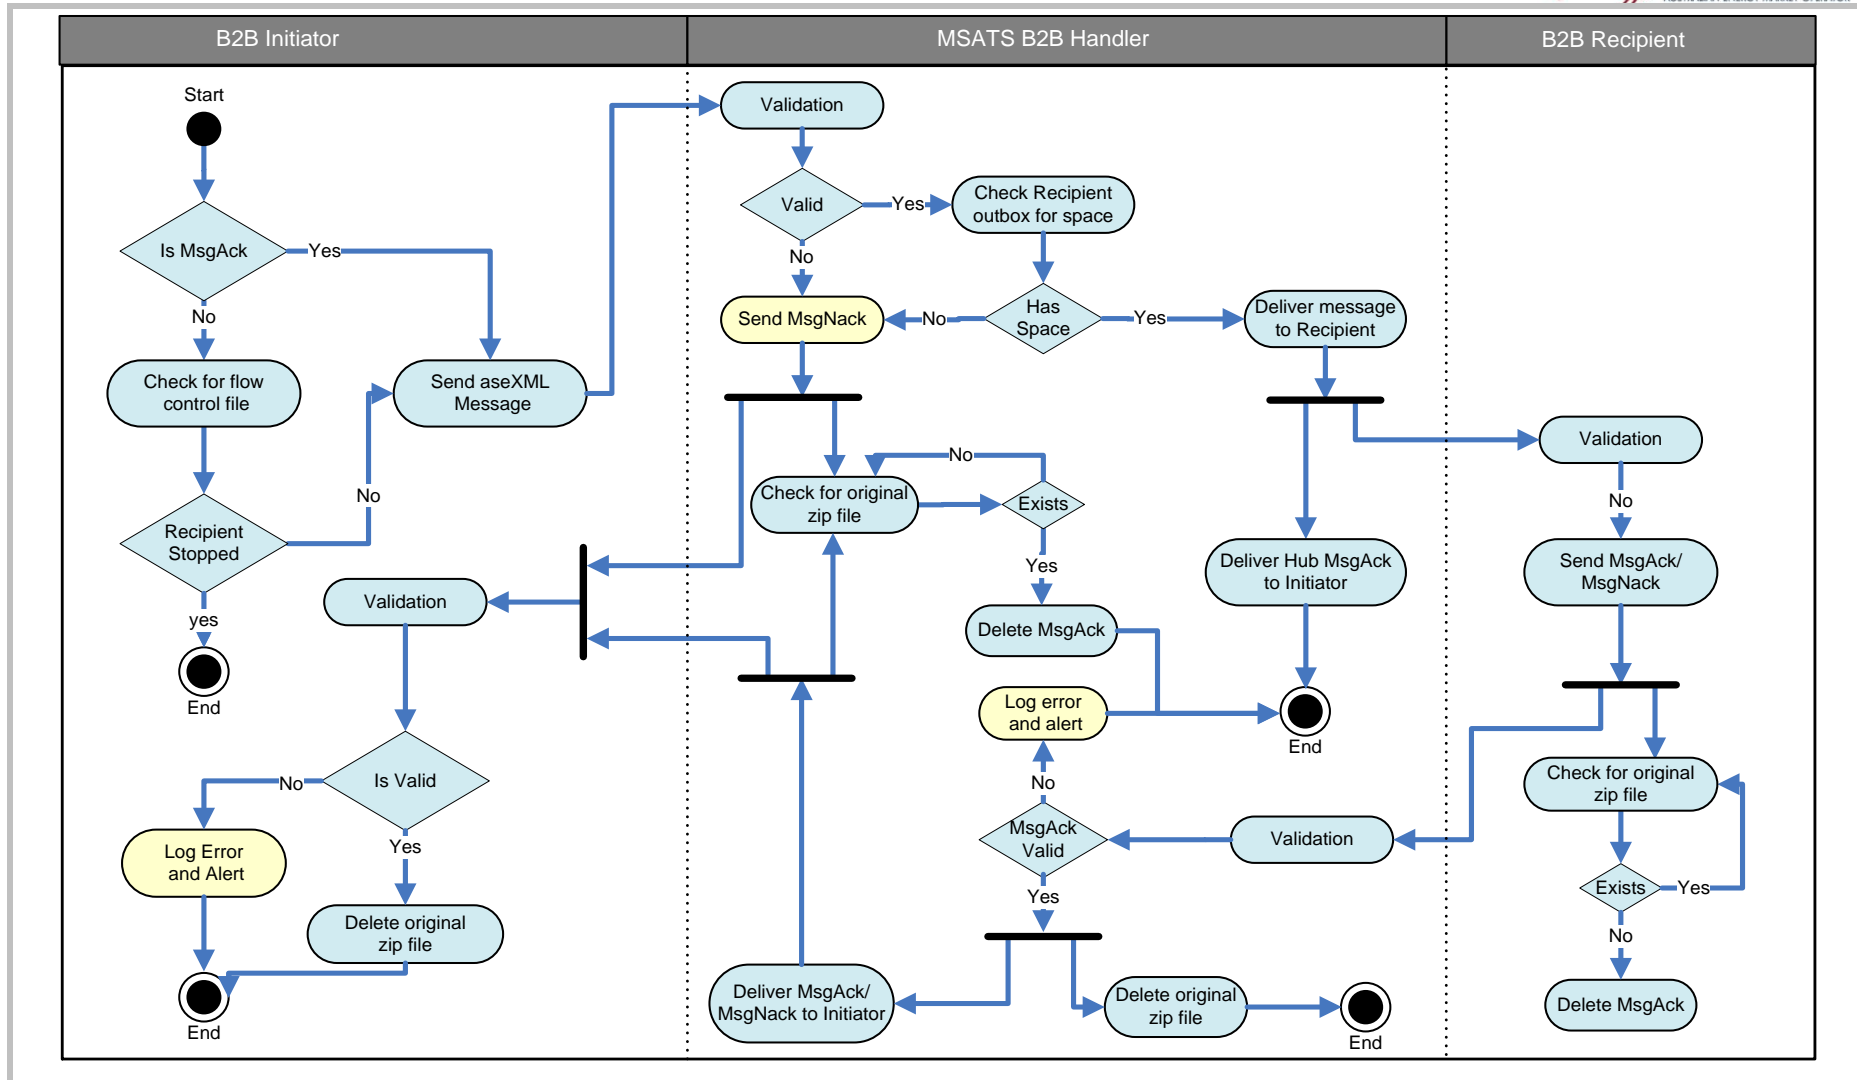 B2B Initiator
MSATS B2B Handler
B2B Recipient
Start
Is MsgAck
Yes
No
Check for flow
control file
Send aseXML
Message
No
Recipient
Stopped
yes
End
Validation
Is Valid
No
Yes
Log Error
and Alert
Delete original
zip file
End
Validation
Valid
Yes
Check Recipient
outbox for space
No
Send MsgNack
No
Has
Space
Yes
Deliver message
to Recipient
No
Check for original
zip file
Exists
Yes
Delete MsgAck
Deliver Hub MsgAck
to Initiator
Log error
and alert
End
No
MsgAck
Valid
Validation
Yes
Deliver MsgAck/
MsgNack to Initiator
Delete original
zip file
End
Validation
No
Send MsgAck/
MsgNack
Check for original
zip file
Exists
Yes
No
Delete MsgAck